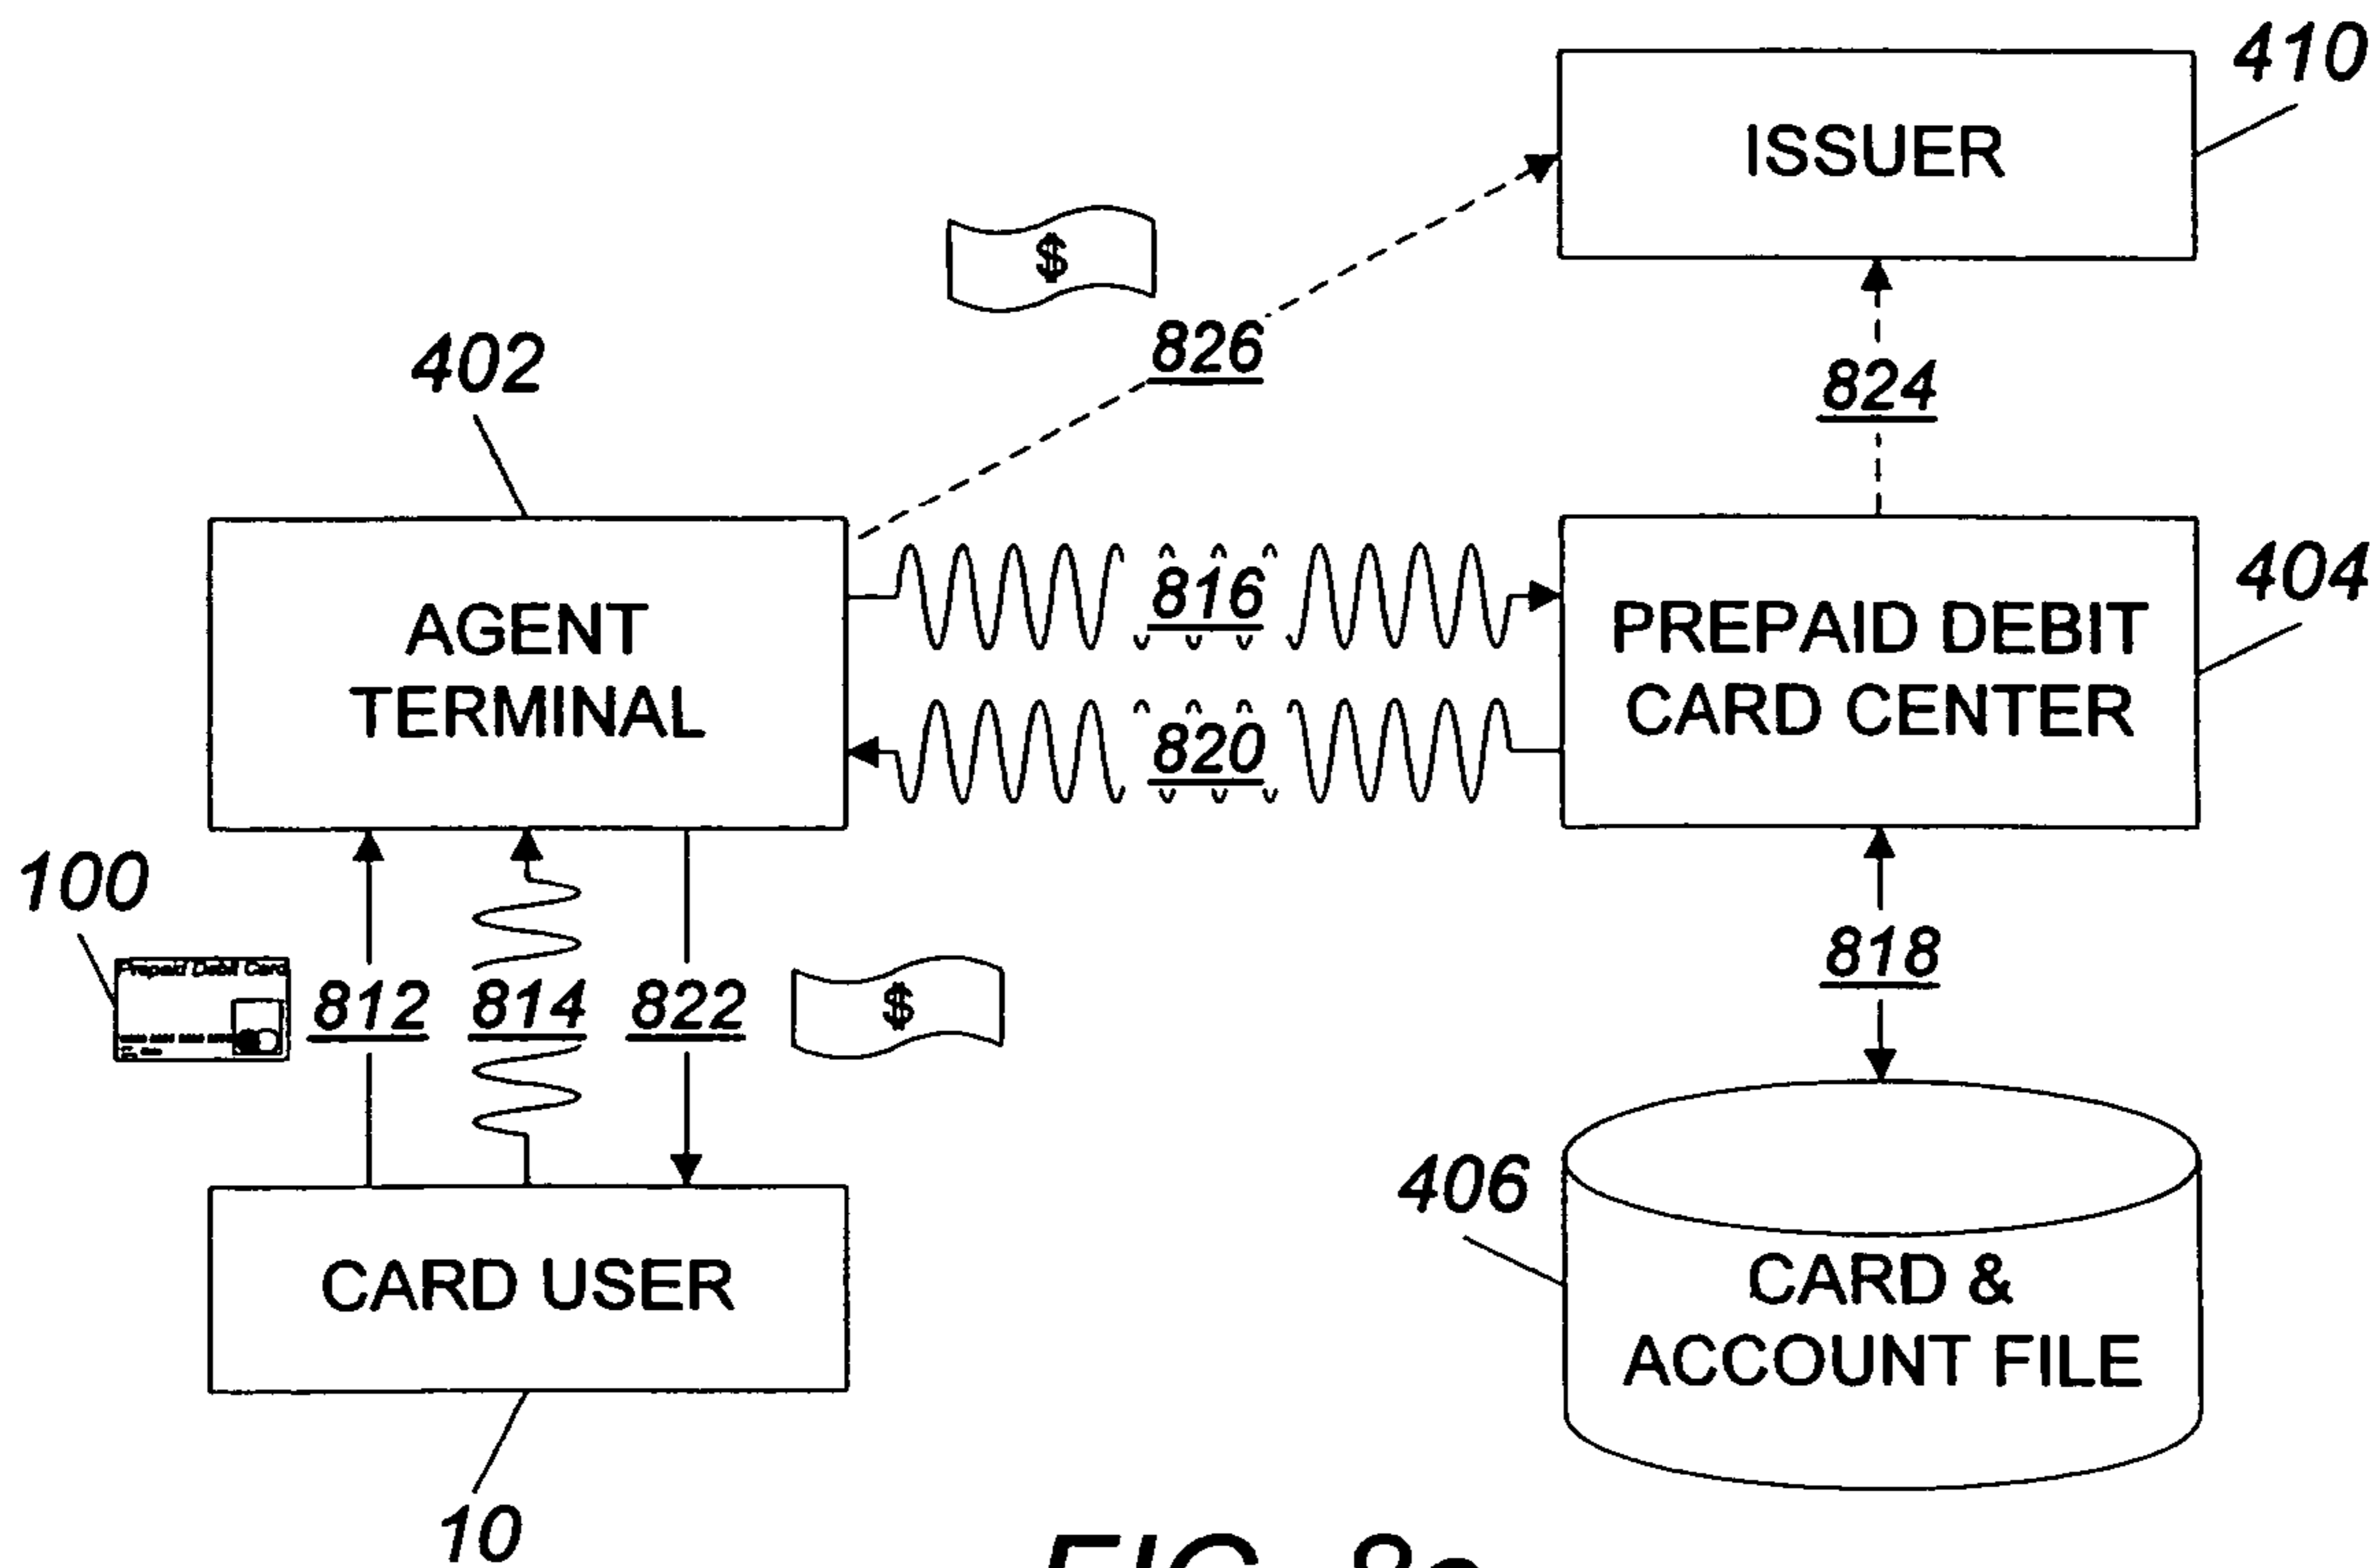 410
ISSUER
$
826
402
824
816
404
AGENT
TERMINAL
PREPAID DEBIT
CARD CENTER
820
100
Prepaid Debit Card
812
814
822
$
818
406
CARD USER
CARD &
ACCOUNT FILE
10